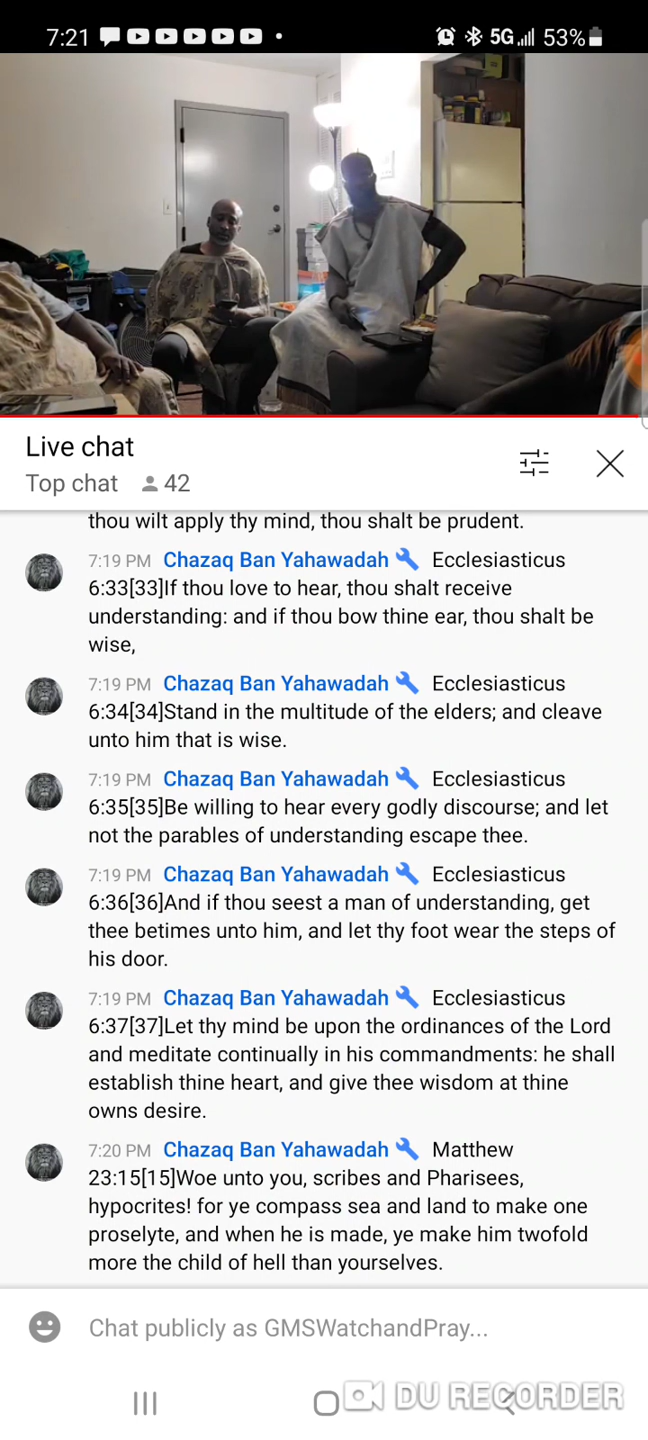 7:21
5G 53%
Live chat
Top chat 42
thou wilt apply thy mind, thou shalt be prudent.
7:19 PM Chazaq Ban Yahawadah Ecclesiasticus
6:33[33]If thou love to hear, thou shalt receive
understanding: and if thou bow thine ear, thou shalt be
wise,
7:19 PM Chazaq Ban Yahawadah Ecclesiasticus
6:34[34]Stand in the multitude of the elders; and cleave
unto him that is wise.
7:19 PM Chazaq Ban Yahawadah Ecclesiasticus
6:35[35]Be willing to hear every godly discourse; and let
not the parables of understanding escape thee.
7:19 PM Chazaq Ban Yahawadah Ecclesiasticus
6:36[36]And if thou seest a man of understanding, get
thee betimes unto him, and let thy foot wear the steps of
his door.
7:19 PM Chazaq Ban Yahawadah Ecclesiasticus
6:37[37]Let thy mind be upon the ordinances of the Lord
and meditate continually in his commandments: he shall
establish thine heart, and give thee wisdom at thine
owns desire.
7:20 PM Chazaq Ban Yahawadah Matthew
23:15[15]Woe unto you, scribes and Pharisees,
hypocrites! for ye compass sea and land to make one
proselyte, and when he is made, ye make him twofold
more the child of hell than yourselves.
Chat publicly as GMSWatchandPray...
DU RECORDER